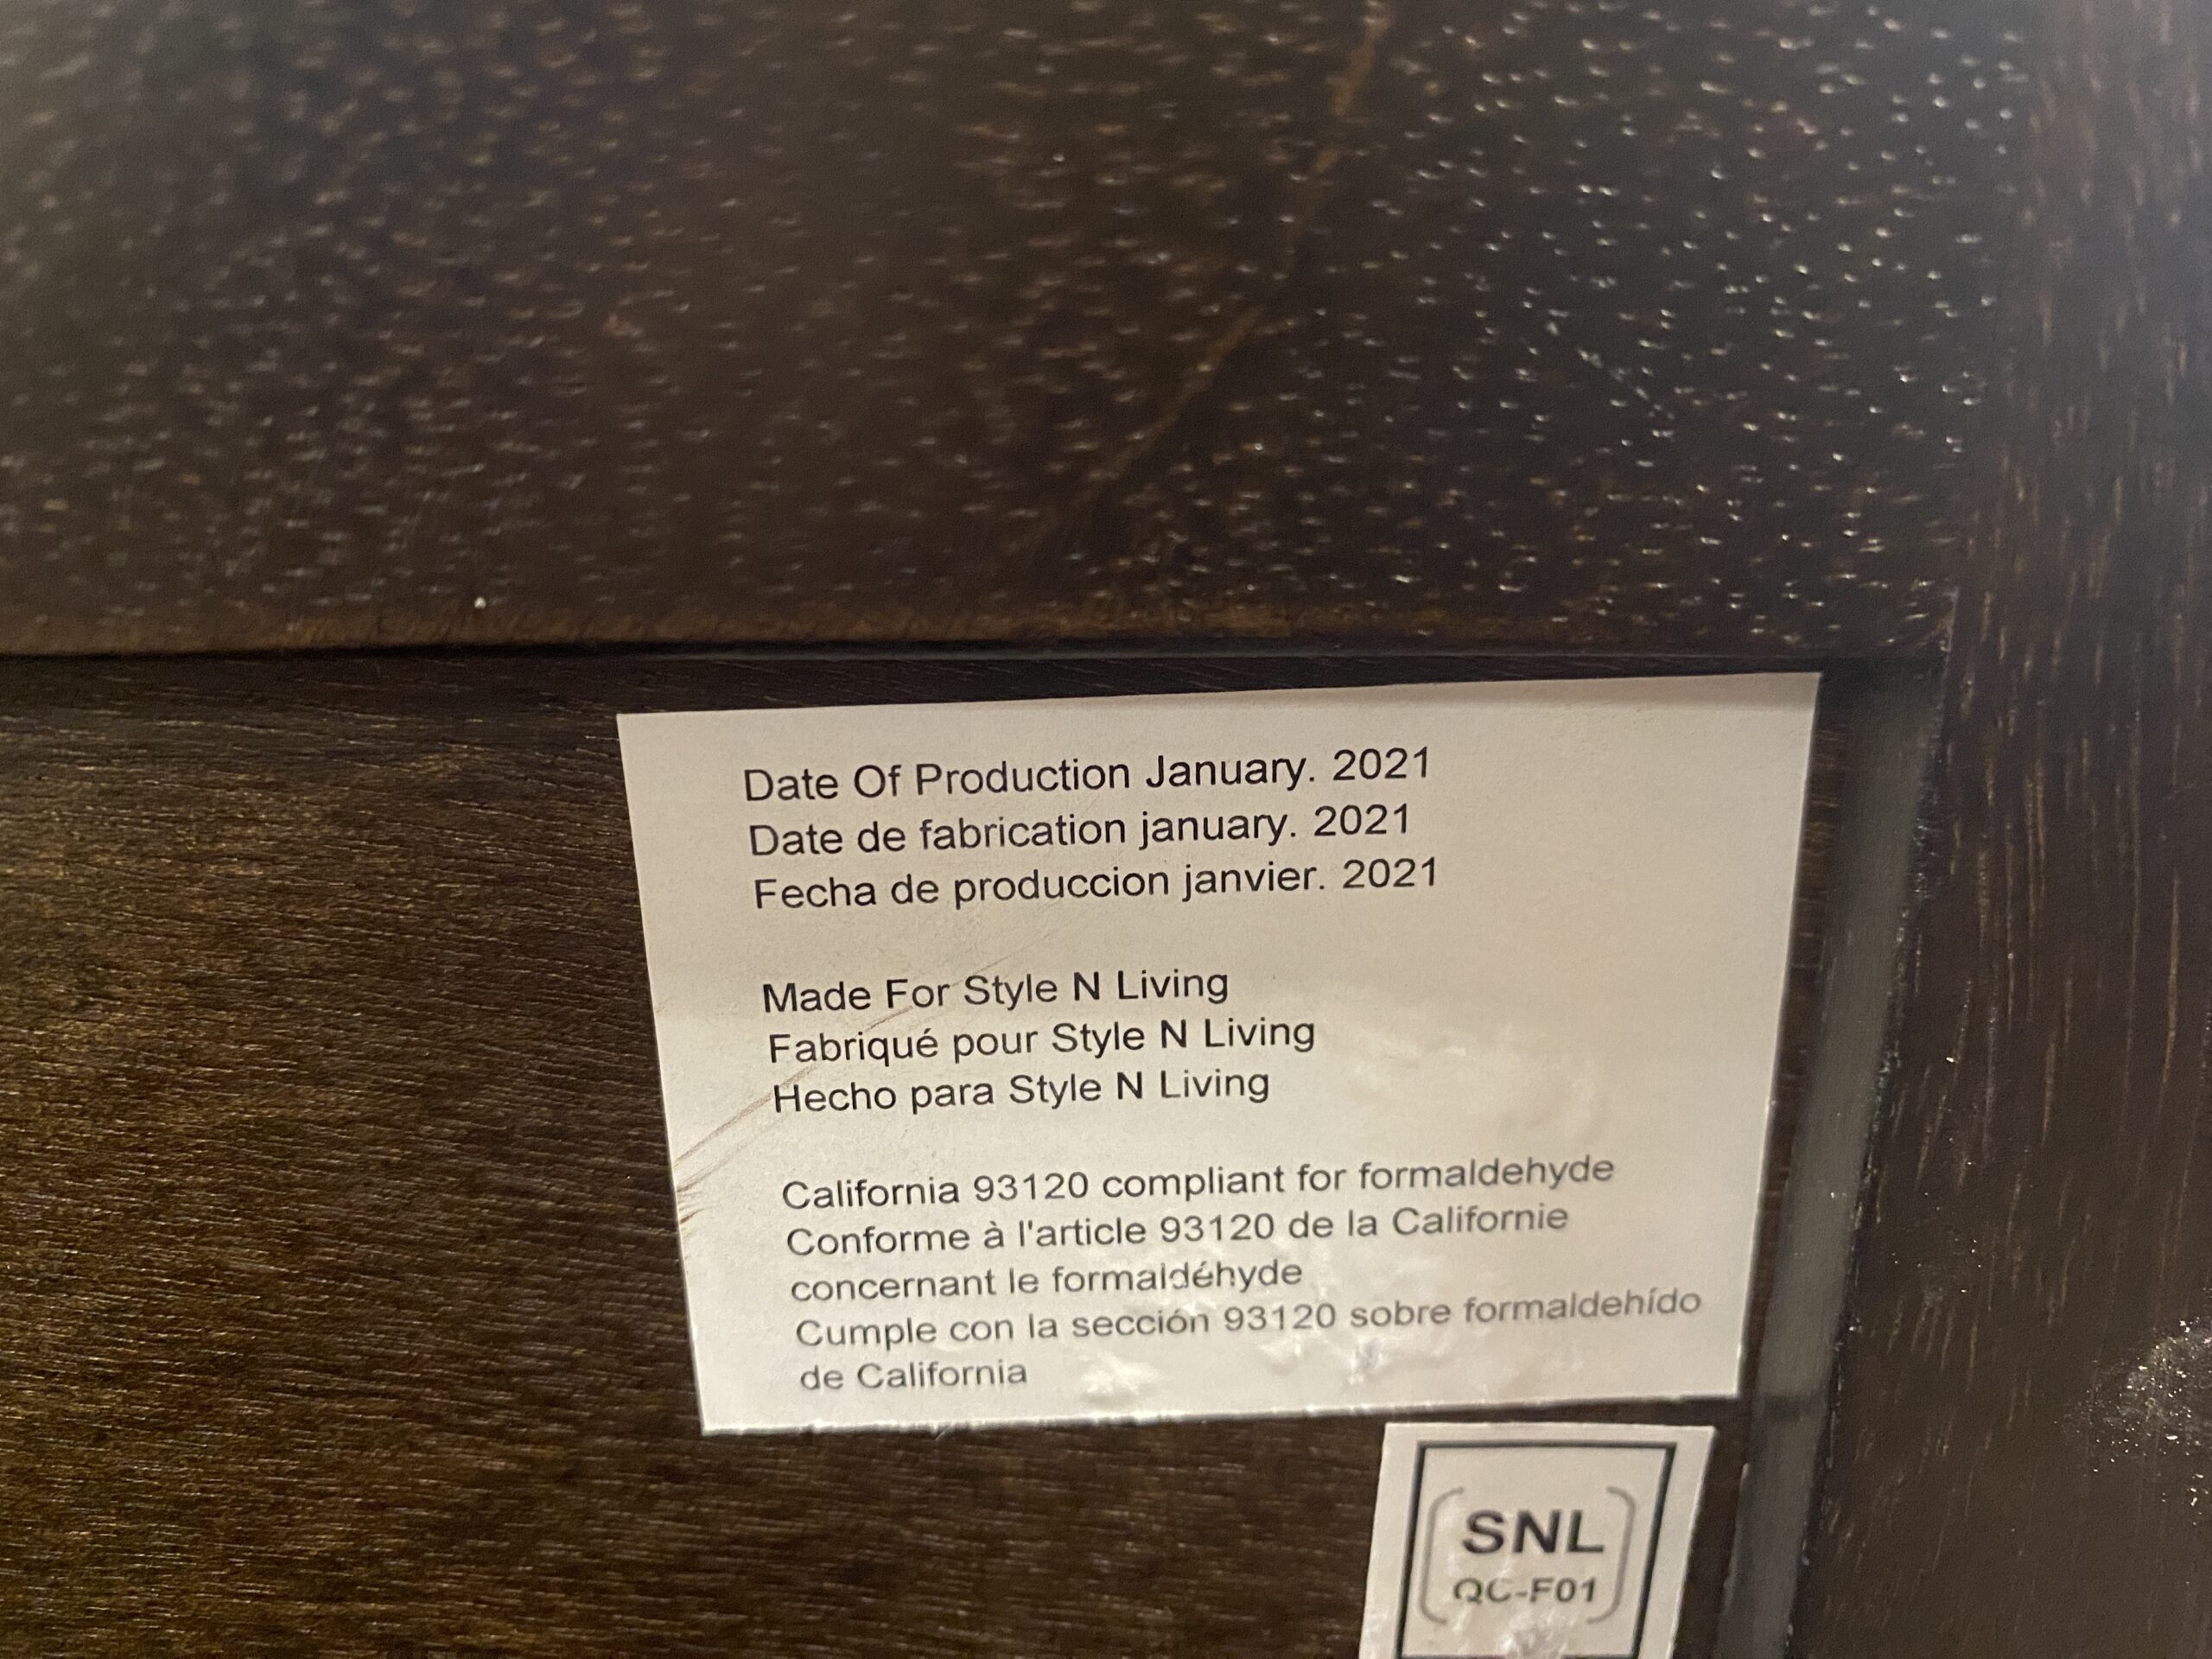 Date Of Production January. 2021
Date de fabrication january. 2021
Fecha de produccion janvier. 2021
Made For Style N Living
Fabriqué pour Style N Living
Hecho para Style N Living
California 93120 compliant for formaldehyde
Conforme à l'article 93120 de la Californie
concernant le formaldéhyde
Cumple con la sección 93120 sobre formaldehído
de California
SNL
QC-F01